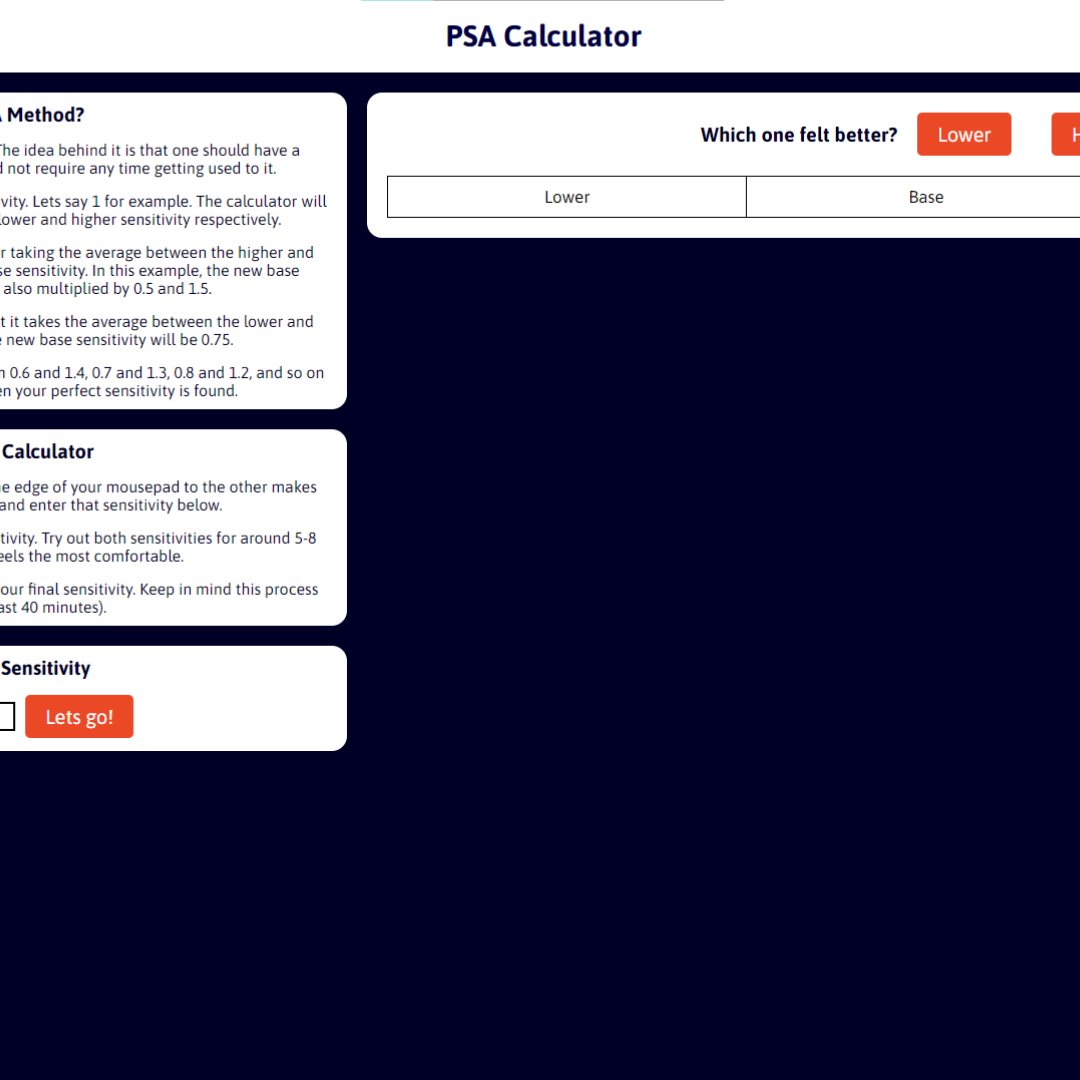 PSA Calculator
Method?
The idea behind it is that one should have a
not require any time getting used to it.
Lets say 1 for example. The calculator will
lower and higher sensitivity respectively.
taking the average between the higher and
sensitivity. In this example, the new base
also multiplied by 0.5 and 1.5.
it takes the average between the lower and
new base sensitivity will be 0.75.
0.6 and 1.4, 0.7 and 1.3, 0.8 and 1.2, and so on
your perfect sensitivity is found.
Calculator
edge of your mousepad to the other makes
and enter that sensitivity below.
Try out both sensitivities for around 5-8
the most comfortable.
our final sensitivity. Keep in mind this process
40 minutes).
Sensitivity
Lets go!
Which one felt better?
Lower
Lower
Base